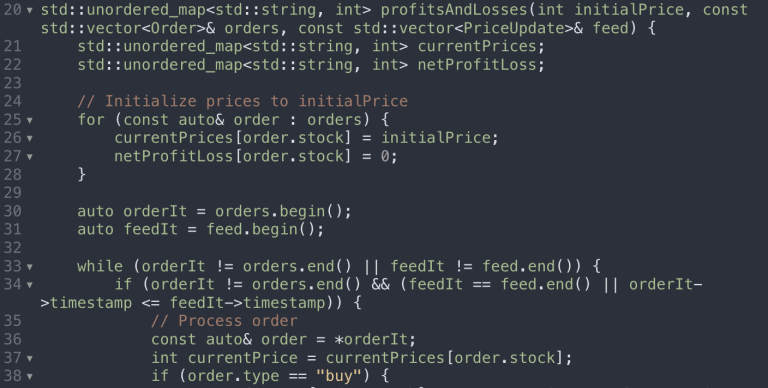 20 std::unordered_map<std::string, int> profitsAndLosses(int initialPrice, const
std::vector<Order>& orders, const std::vector<PriceUpdate>& feed) {
21     std::unordered_map<std::string, int> currentPrices;
22     std::unordered_map<std::string, int> netProfitLoss;
23
24     // Initialize prices to initialPrice
25     for (const auto& order : orders) {
26         currentPrices[order.stock] = initialPrice;
27         netProfitLoss[order.stock] = 0;
28     }
29
30     auto orderIt = orders.begin();
31     auto feedIt = feed.begin();
32
33     while (orderIt != orders.end() || feedIt != feed.end()) {
34         if (orderIt != orders.end() && (feedIt == feed.end() || orderIt-
>timestamp <= feedIt->timestamp)) {
35             // Process order
36             const auto& order = *orderIt;
37             int currentPrice = currentPrices[order.stock];
38             if (order.type == "buy") {